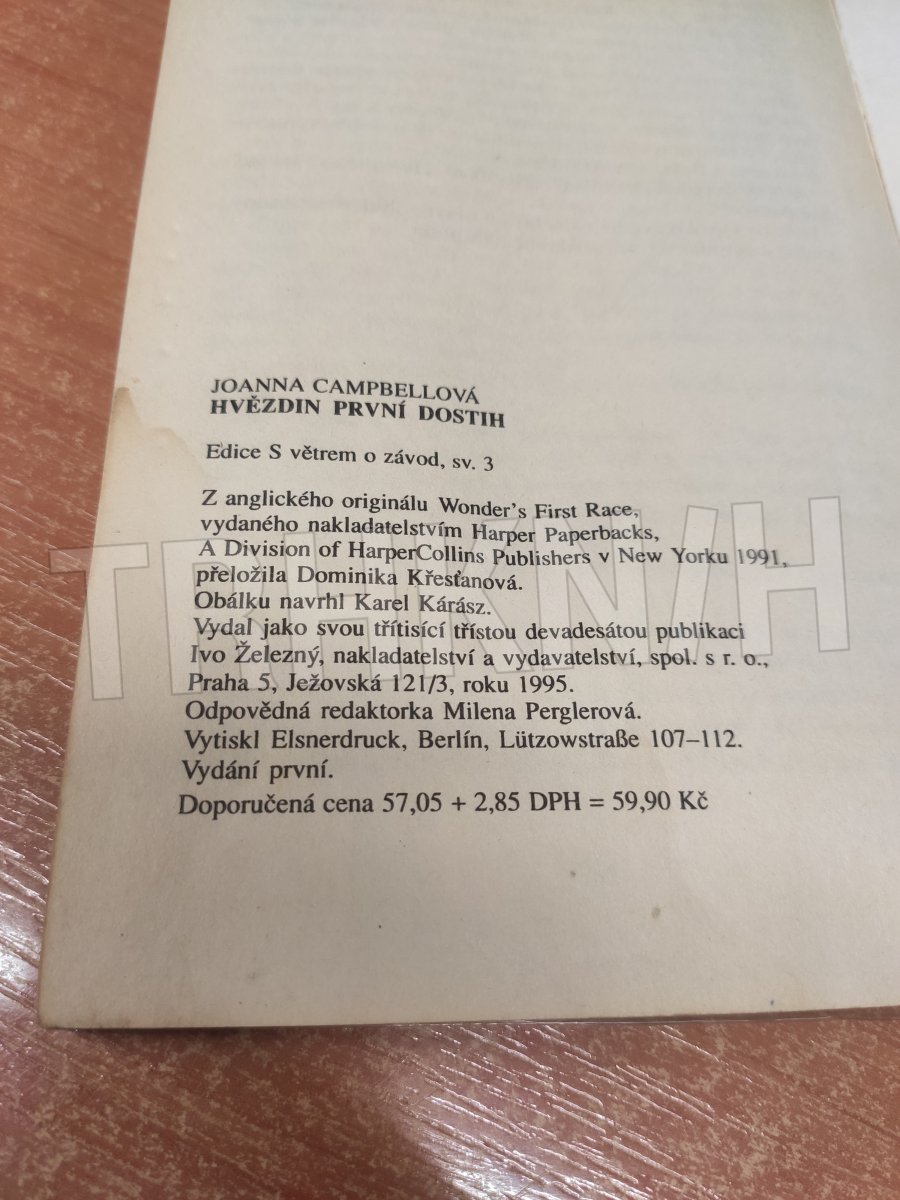 JOANNA CAMPBELLOVÁ
HVĚZDIN PRVNÍ DOSTIH
Edice S větrem o závod, sv. 3
Z anglického originálu Wonder's First Race,
vydaného nakladatelstvím Harper Paperbacks,
A Division of HarperCollins Publishers v New Yorku 1991,
přeložila Dominika Křesťanová.
Obálku navrhl Karel Kárász.
Vydal jako svou třítisící třístou devadesátou publikaci
Ivo Železný, nakladatelství a vydavatelství, spol. s r. o.,
Praha 5, Ježovská 121/3, roku 1995.
Odpovědná redaktorka Milena Perglerová.
Vytiskl Elsnerdruck, Berlín, Lützowstraße 107–112.
Vydání první.
Doporučená cena 57,05 + 2,85 DPH = 59,90 Kč